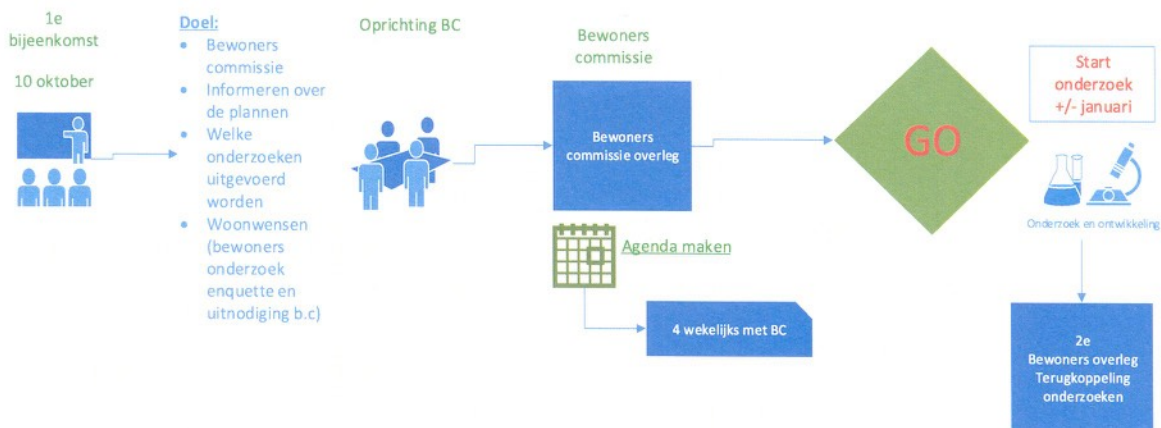 1e
bijeenkomst
10 oktober
Doel:
• Bewoners
commissie
• Informeren over
de plannen
• Welke
onderzoeken
uitgevoerd
worden
• Woonwensen
(bewoners
onderzoek
enquette en
uitnodiging b.c)
Oprichting BC
Bewoners
commissie
Bewoners
commissie overleg
Agenda maken
4 wekelijks met BC
GO
Start
onderzoek
+/- januari
Onderzoek en ontwikkeling
2e
Bewoners overleg
Terugkoppeling
onderzoeken